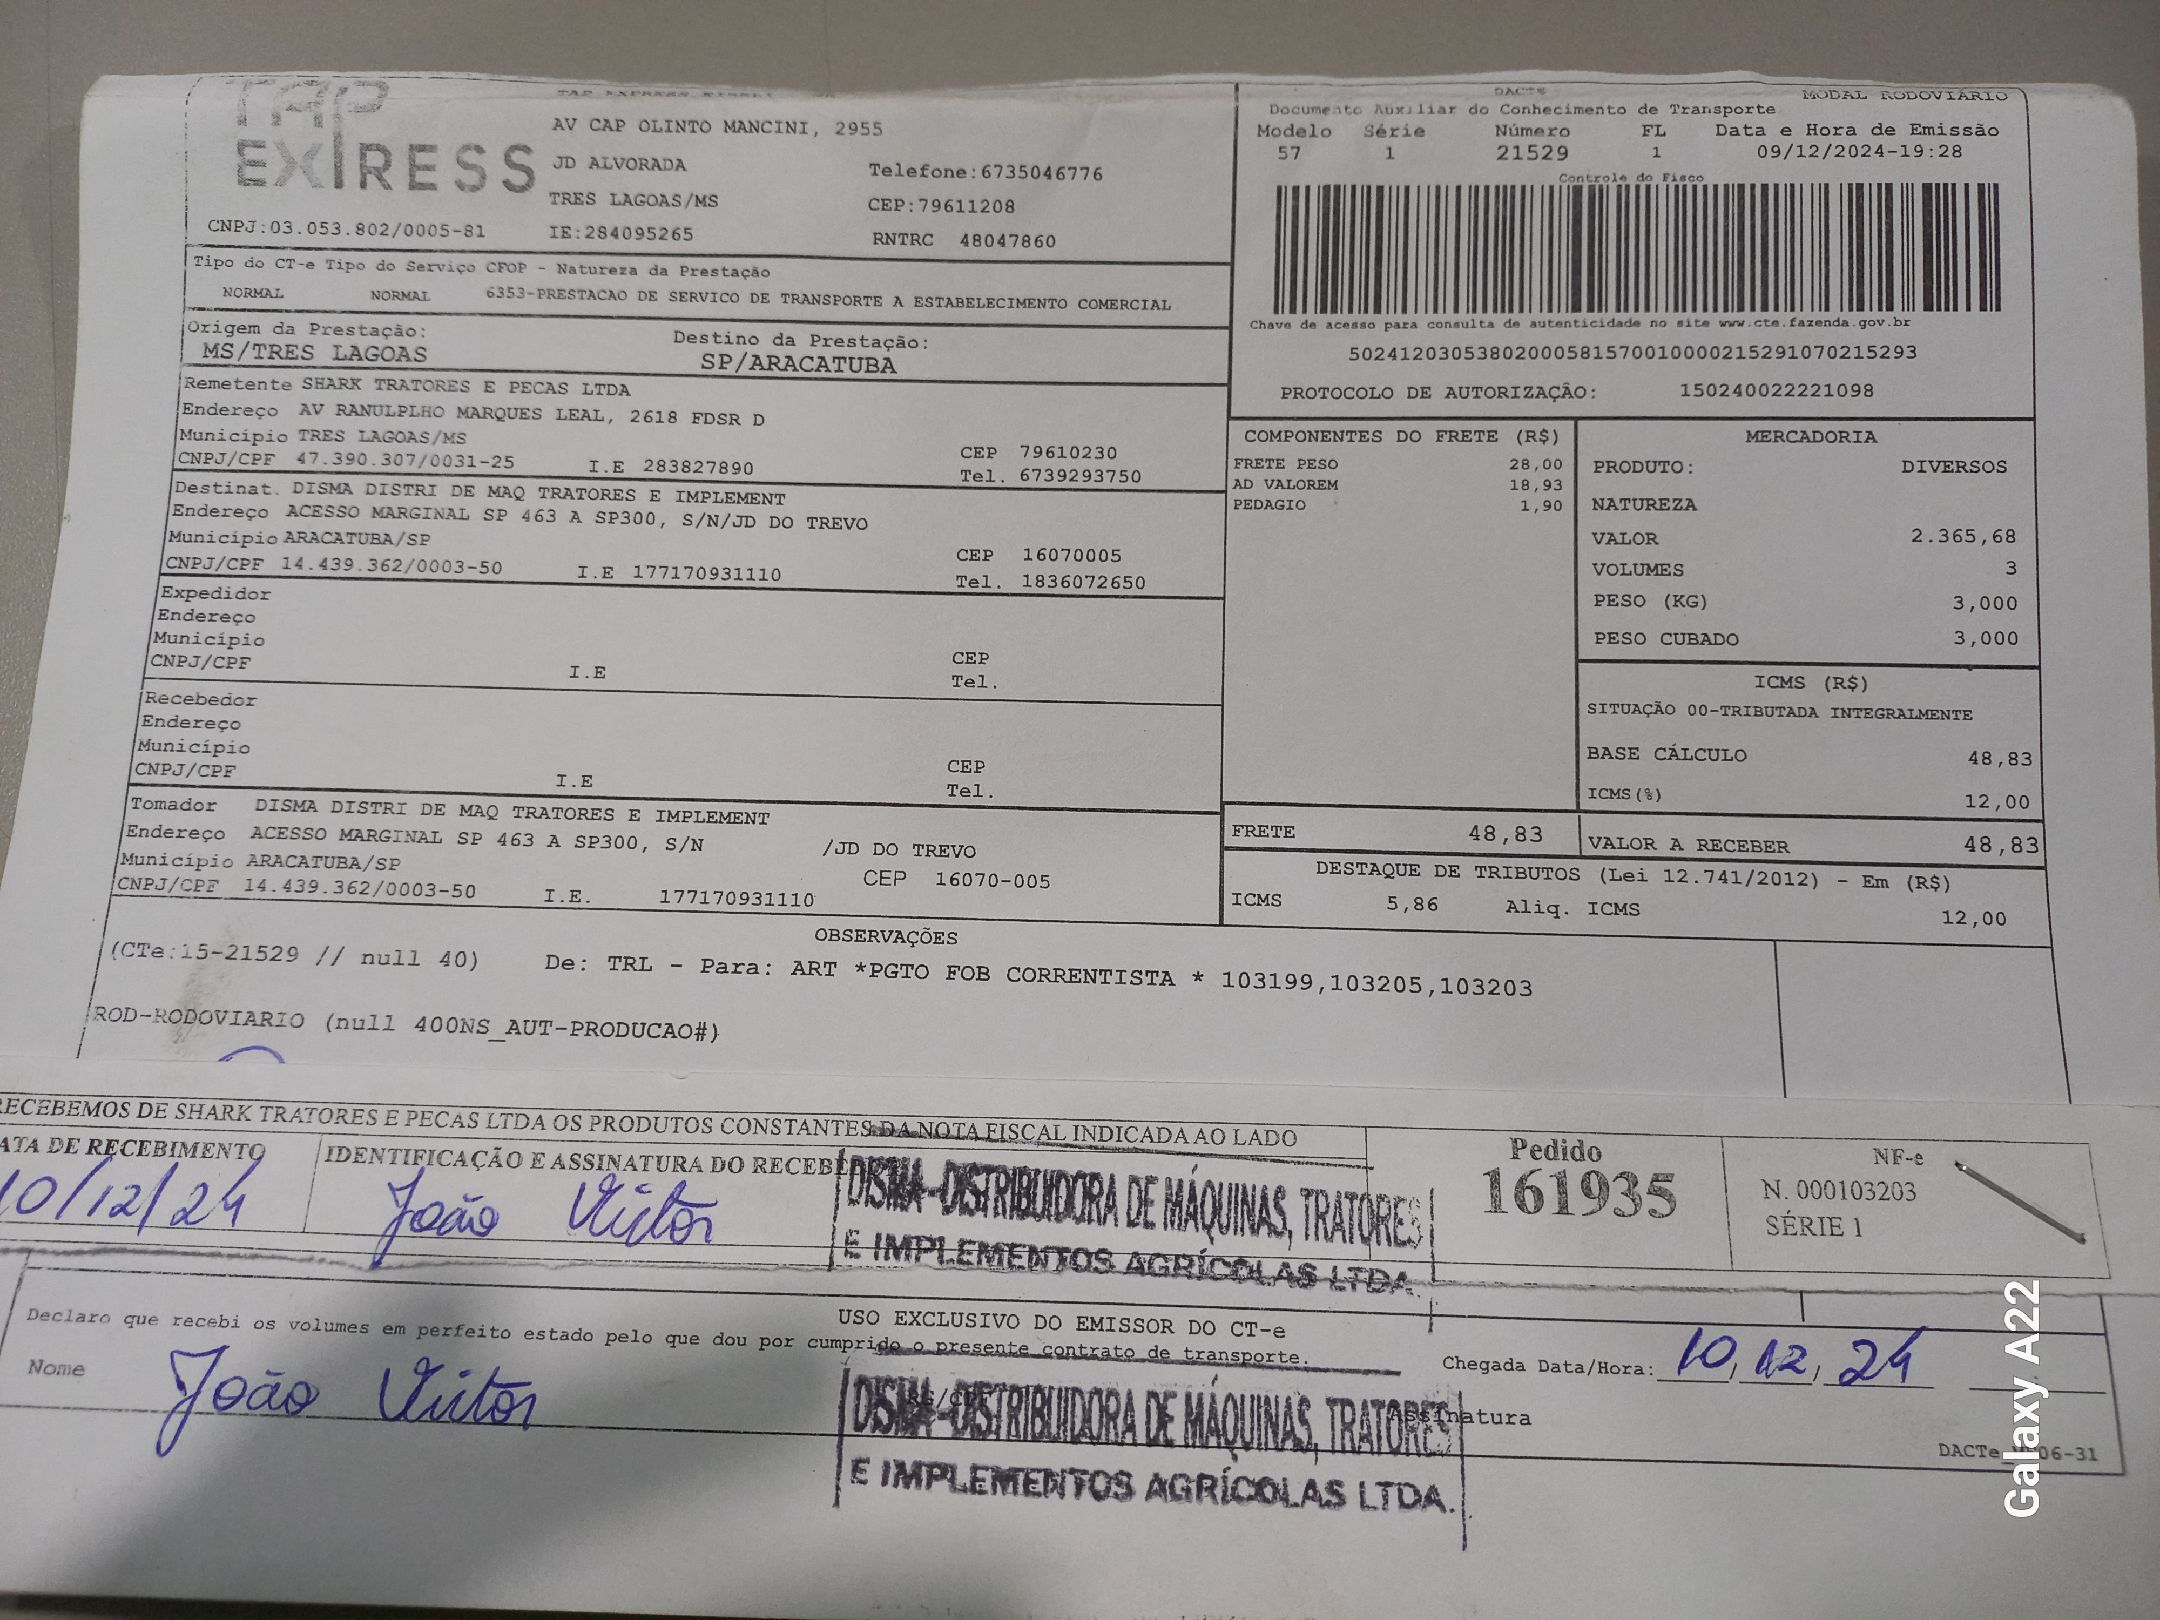 TAP
EXPRESS
AV CAP OLINTO MANCINI, 2955
JD ALVORADA
Telefone:6735046776
TRES LAGOAS/MS
CEP:79611208
CNPJ:03.053.802/0005-81
IE:284095265
RNTRC 48047860
DACTE
MODAL RODOVIÁRIO
Documento Auxiliar do Conhecimento de Transporte
Modelo Série Número FL Data e Hora de Emissão
57 1 21529 1 09/12/2024-19:28
Controle do Fisco
Chave de acesso para consulta de autenticidade no site www.cte.fazenda.gov.br
50241203053802000581570010000215291070215293
PROTOCOLO DE AUTORIZAÇÃO: 150240022221098
Tipo do CT-e Tipo do Serviço CFOP - Natureza da Prestação
NORMAL NORMAL 6353-PRESTACAO DE SERVICO DE TRANSPORTE A ESTABELECIMENTO COMERCIAL
Origem da Prestação: Destino da Prestação:
MS/TRES LAGOAS SP/ARACATUBA
Remetente SHARK TRATORES E PECAS LTDA
Endereço AV RANULPLHO MARQUES LEAL, 2618 FDSR D
Município TRES LAGOAS/MS CEP 79610230
CNPJ/CPF 47.390.307/0031-25 I.E 283827890 Tel. 6739293750
Destinat. DISMA DISTRI DE MAQ TRATORES E IMPLEMENT
Endereço ACESSO MARGINAL SP 463 A SP300, S/N/JD DO TREVO
Município ARACATUBA/SP CEP 16070005
CNPJ/CPF 14.439.362/0003-50 I.E 177170931110 Tel. 1836072650
Expedidor
Endereço
Município CEP
CNPJ/CPF I.E Tel.
Recebedor
Endereço
Município CEP
CNPJ/CPF I.E Tel.
Tomador DISMA DISTRI DE MAQ TRATORES E IMPLEMENT
Endereço ACESSO MARGINAL SP 463 A SP300, S/N /JD DO TREVO
Município ARACATUBA/SP CEP 16070-005
CNPJ/CPF 14.439.362/0003-50 I.E. 177170931110
COMPONENTES DO FRETE (R$)
FRETE PESO 28,00
AD VALOREM 18,93
PEDAGIO 1,90
MERCADORIA
PRODUTO: DIVERSOS
NATUREZA
VALOR 2.365,68
VOLUMES 3
PESO (KG) 3,000
PESO CUBADO 3,000
ICMS (R$)
SITUAÇÃO 00-TRIBUTADA INTEGRALMENTE
BASE CÁLCULO 48,83
ICMS(%) 12,00
FRETE 48,83 VALOR A RECEBER 48,83
DESTAQUE DE TRIBUTOS (Lei 12.741/2012) - Em (R$)
ICMS 5,86 Aliq. ICMS 12,00
OBSERVAÇÕES
(CTe:15-21529 // null 40) De: TRL - Para: ART *PGTO FOB CORRENTISTA * 103199,103205,103203
ROD-RODOVIARIO (null 400NS_AUT-PRODUCAO#)
RECEBEMOS DE SHARK TRATORES E PECAS LTDA OS PRODUTOS CONSTANTES DA NOTA FISCAL INDICADA AO LADO
ATA DE RECEBIMENTO IDENTIFICAÇÃO E ASSINATURA DO RECEBE
10/12/24 João Victor
DISMA-DISTRIBUIDORA DE MÁQUINAS, TRATORES
E IMPLEMENTOS AGRÍCOLAS LTDA.
Pedido
161935
NF-e
N. 000103203
SÉRIE 1
USO EXCLUSIVO DO EMISSOR DO CT-e
Declaro que recebi os volumes em perfeito estado pelo que dou por cumprido o presente contrato de transporte.
Nome João Victor RG/CPF Assinatura
Chegada Data/Hora: 10,12,24
DISMA-DISTRIBUIDORA DE MÁQUINAS, TRATORES
E IMPLEMENTOS AGRÍCOLAS LTDA.
Galaxy A22